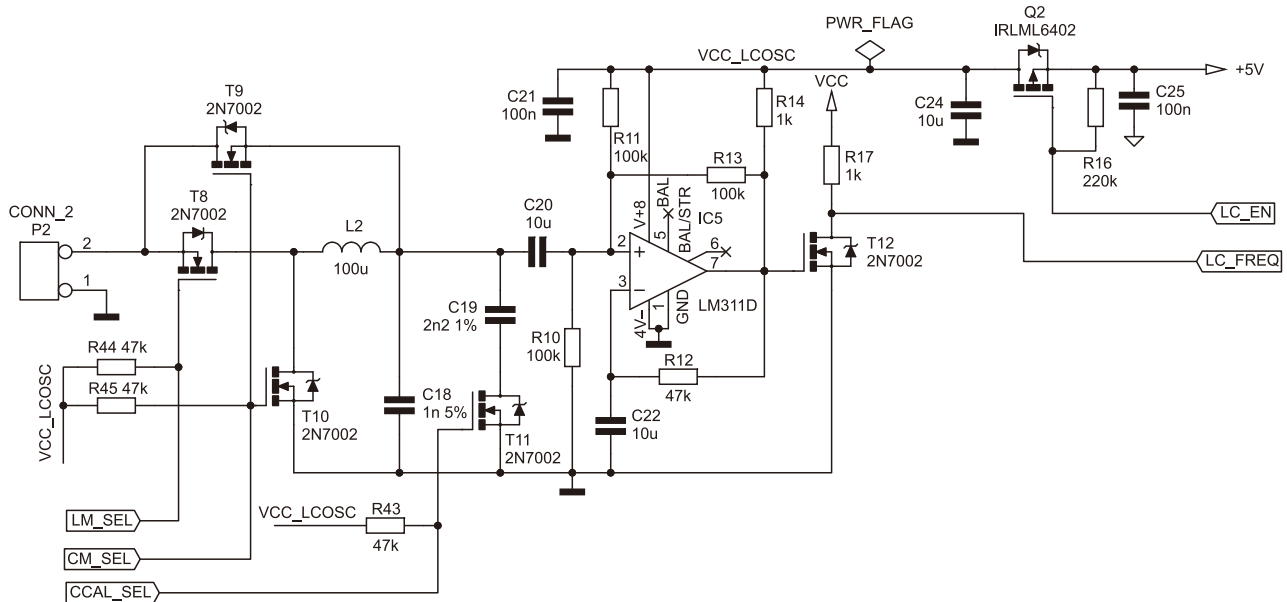 Q2
IRLML6402
PWR_FLAG
VCC_LCOSC
+5V
VCC
T9
2N7002
C21
100n
R11
100k
R14
1k
C24
10u
C25
100n
R16
220k
R13
100k
R17
1k
T8
2N7002
CONN_2
P2
2
1
L2
100u
C20
10u
V+8
5
BAL
BAL/STR
IC5
6
7
2
+
3
−
4V−
1
GND
LM311D
T12
2N7002
LC_EN
LC_FREQ
C19
2n2 1%
R10
100k
R12
47k
R44 47k
R45 47k
VCC_LCOSC
T10
2N7002
C18
1n 5%
T11
2N7002
C22
10u
LM_SEL
VCC_LCOSC
R43
47k
CM_SEL
CCAL_SEL